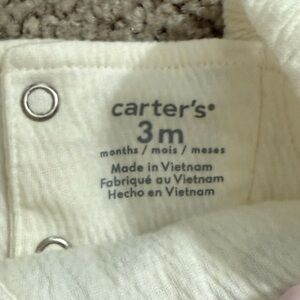 carter's®
3m
months / mois / meses
Made in Vietnam
Fabriqué au Vietnam
Hecho en Vietnam